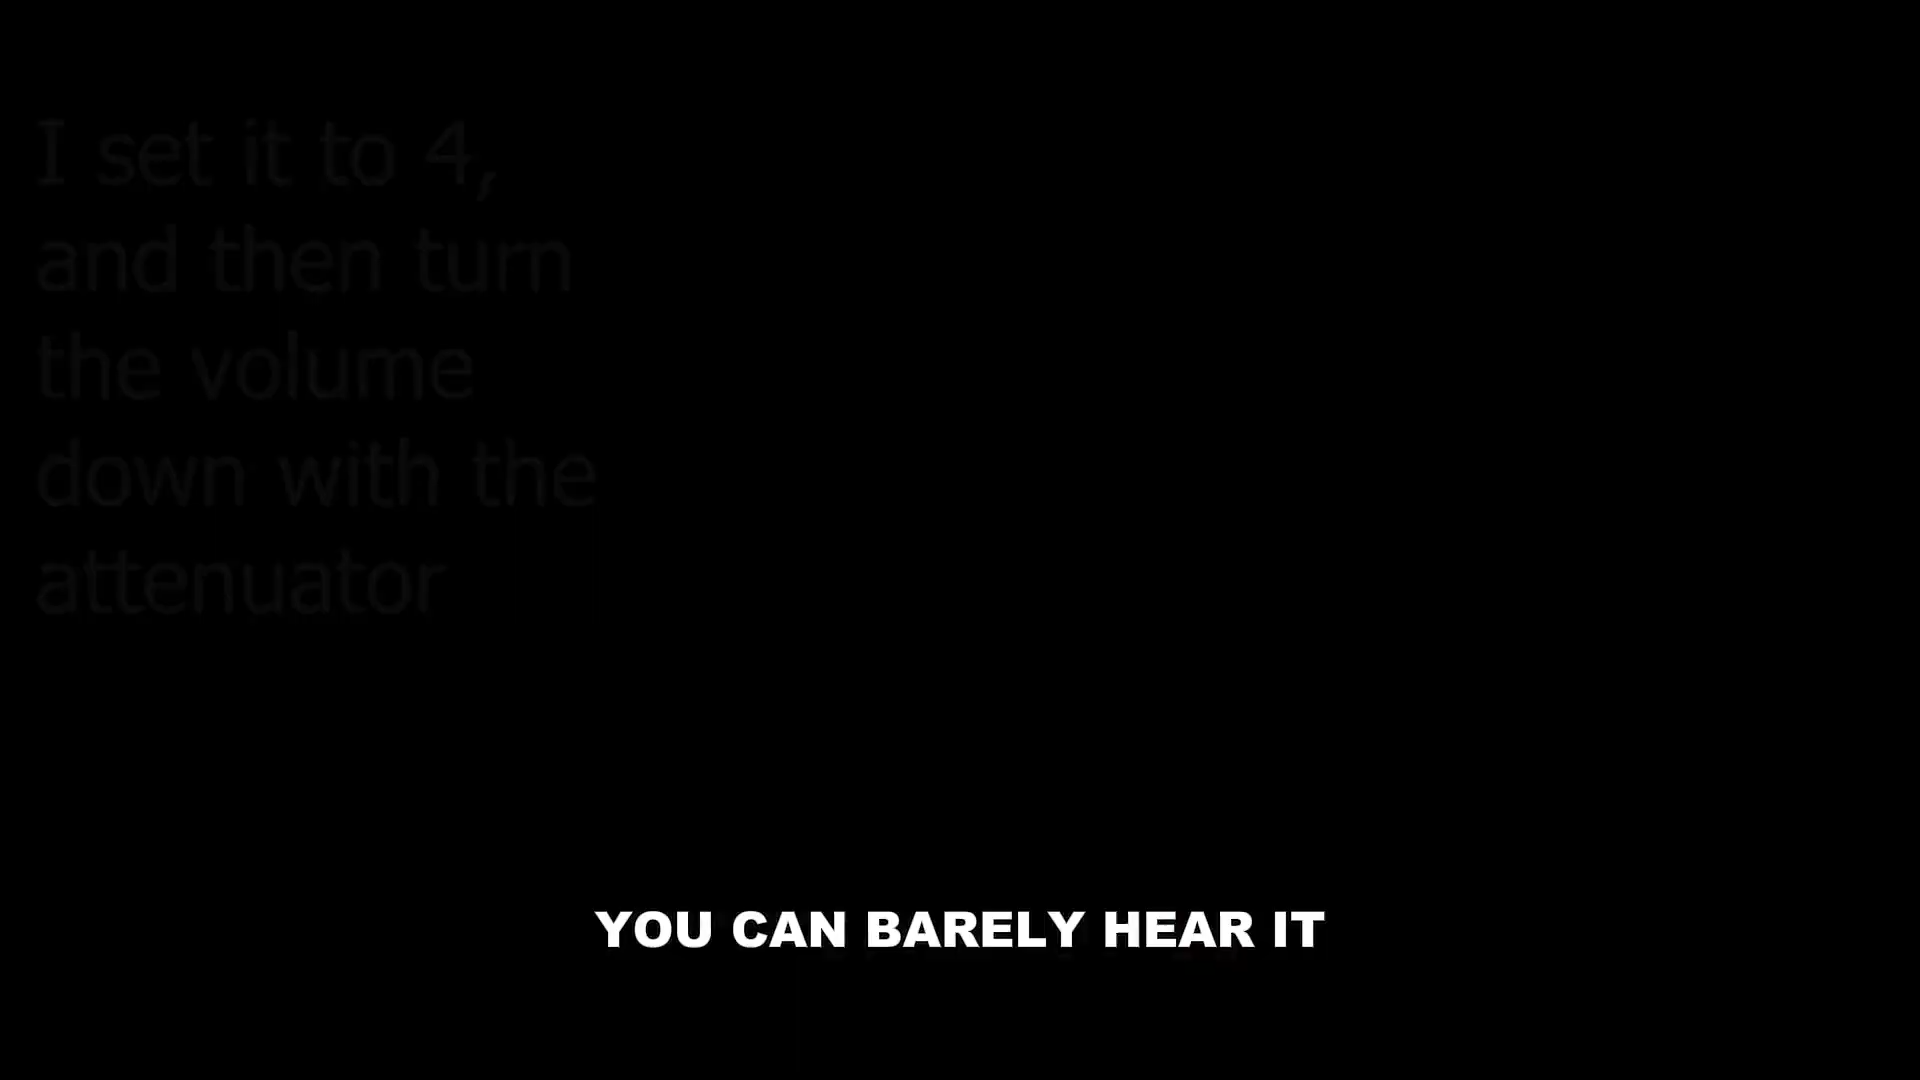 I set it to 4,
and then turn
the volume
down with the
attenuator
YOU CAN BARELY HEAR IT